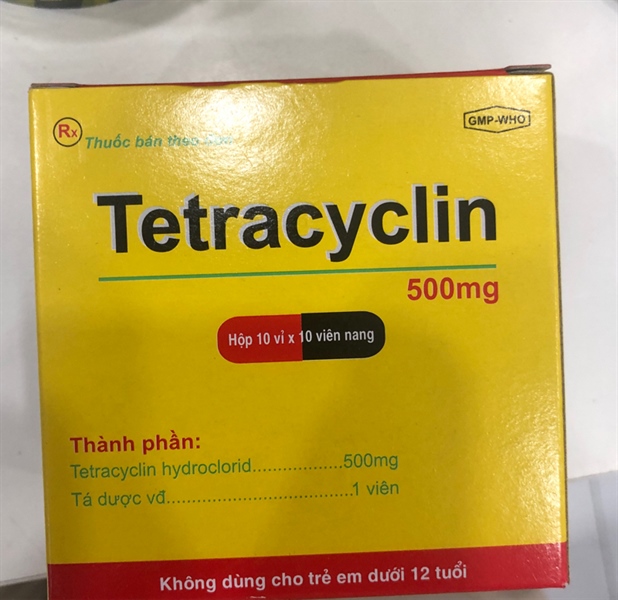 Rx
Thuốc bán theo
GMP-WHO
Tetracyclin
500mg
Hộp 10 vỉ x 10 viên nang
Thành phần:
Tetracyclin hydroclorid..................500mg
Tá dược vđ.....................................1 viên
Không dùng cho trẻ em dưới 12 tuổi